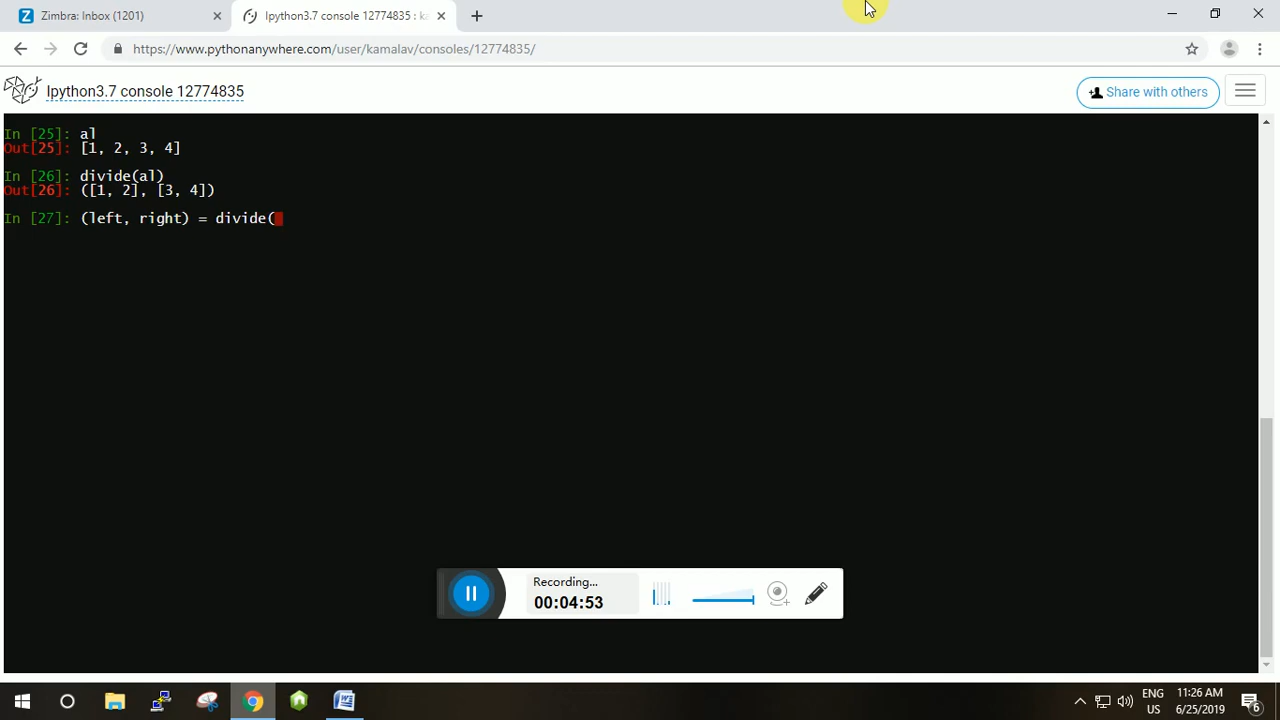 Zimbra: Inbox (1201)
Ipython3.7 console 12774835 : ka
https://www.pythonanywhere.com/user/kamalav/consoles/12774835/
Ipython3.7 console 12774835
Share with others
In [25]: al
Out[25]: [1, 2, 3, 4]
In [26]: divide(al)
Out[26]: ([1, 2], [3, 4])
In [27]: (left, right) = divide(
Recording...
00:04:53
ENG
US
11:26 AM
6/25/2019
6